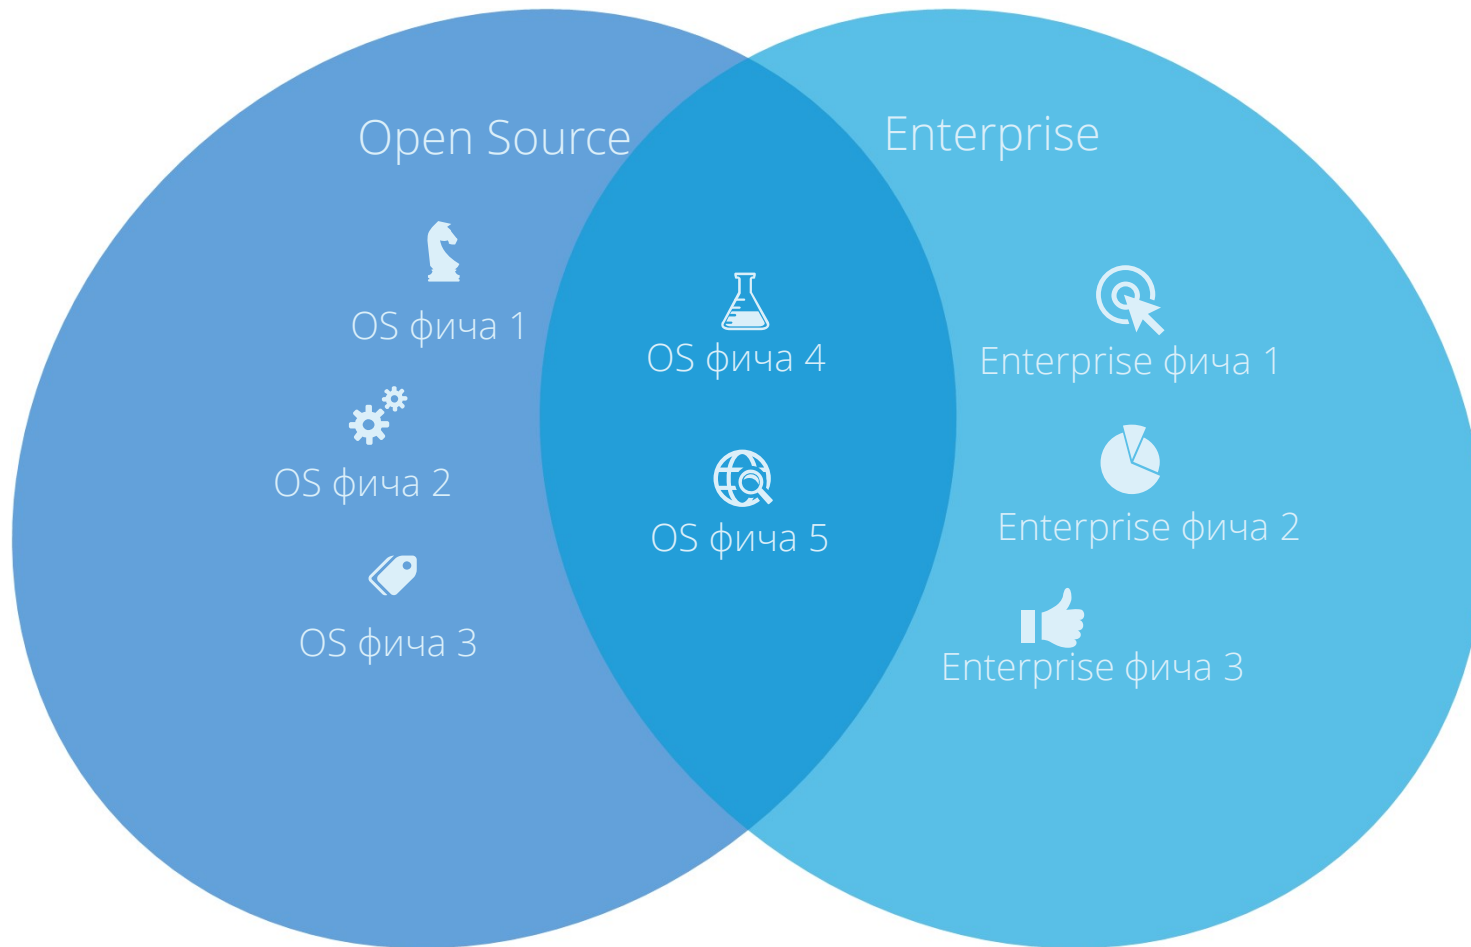 Open Source
OS фича 1
OS фича 2
OS фича 3
OS фича 4
OS фича 5
Enterprise
Enterprise фича 1
Enterprise фича 2
Enterprise фича 3